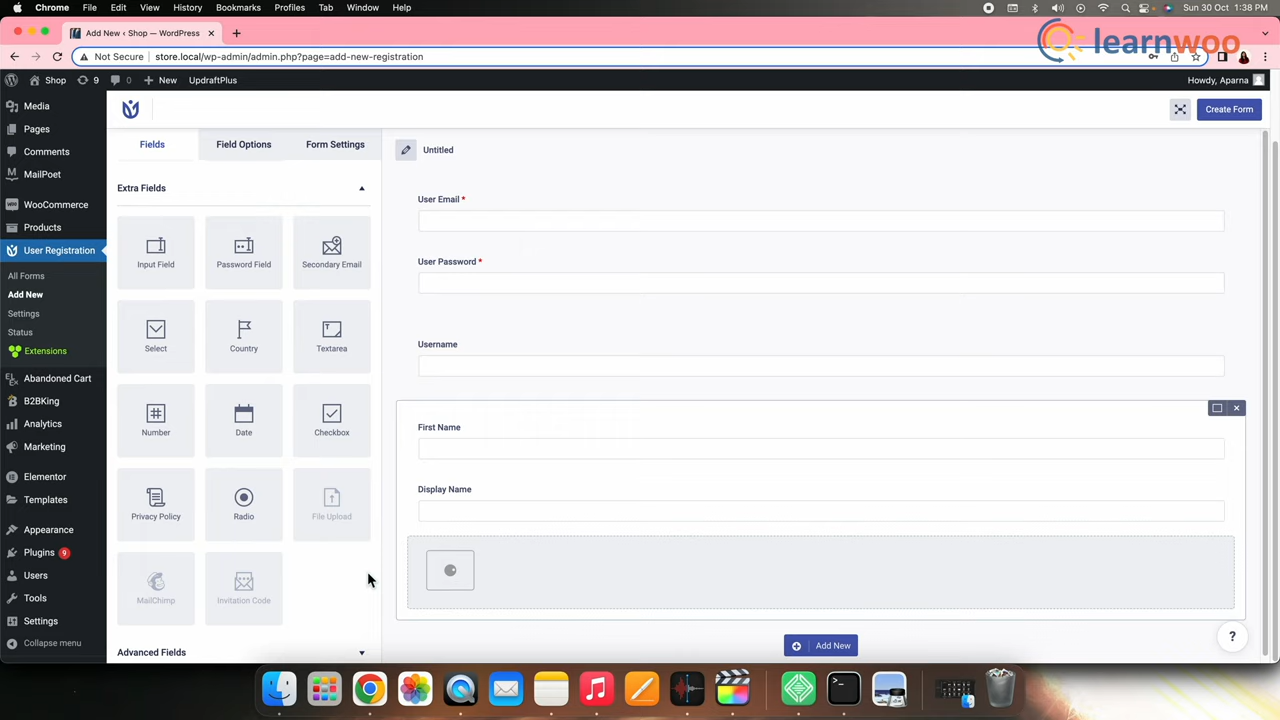 Chrome File Edit View History Bookmarks Profiles Tab Window Help
Sun 30 Oct 1:38 PM
learnwoo
Add New ‹ Shop — WordPress
Not Secure store.local/wp-admin/admin.php?page=add-new-registration
Shop 9 0 New UpdraftPlus
Howdy, Aparna
Media
Pages
Comments
MailPoet
WooCommerce
Products
User Registration
All Forms
Add New
Settings
Status
Extensions
Abandoned Cart
B2BKing
Analytics
Marketing
Elementor
Templates
Appearance
Plugins 9
Users
Tools
Settings
Collapse menu
Create Form
Fields Field Options Form Settings
Extra Fields
Input Field Password Field Secondary Email
Select Country Textarea
Number Date Checkbox
Privacy Policy Radio File Upload
MailChimp Invitation Code
Advanced Fields
Untitled
User Email *
User Password *
Username
First Name
Display Name
Add New
?